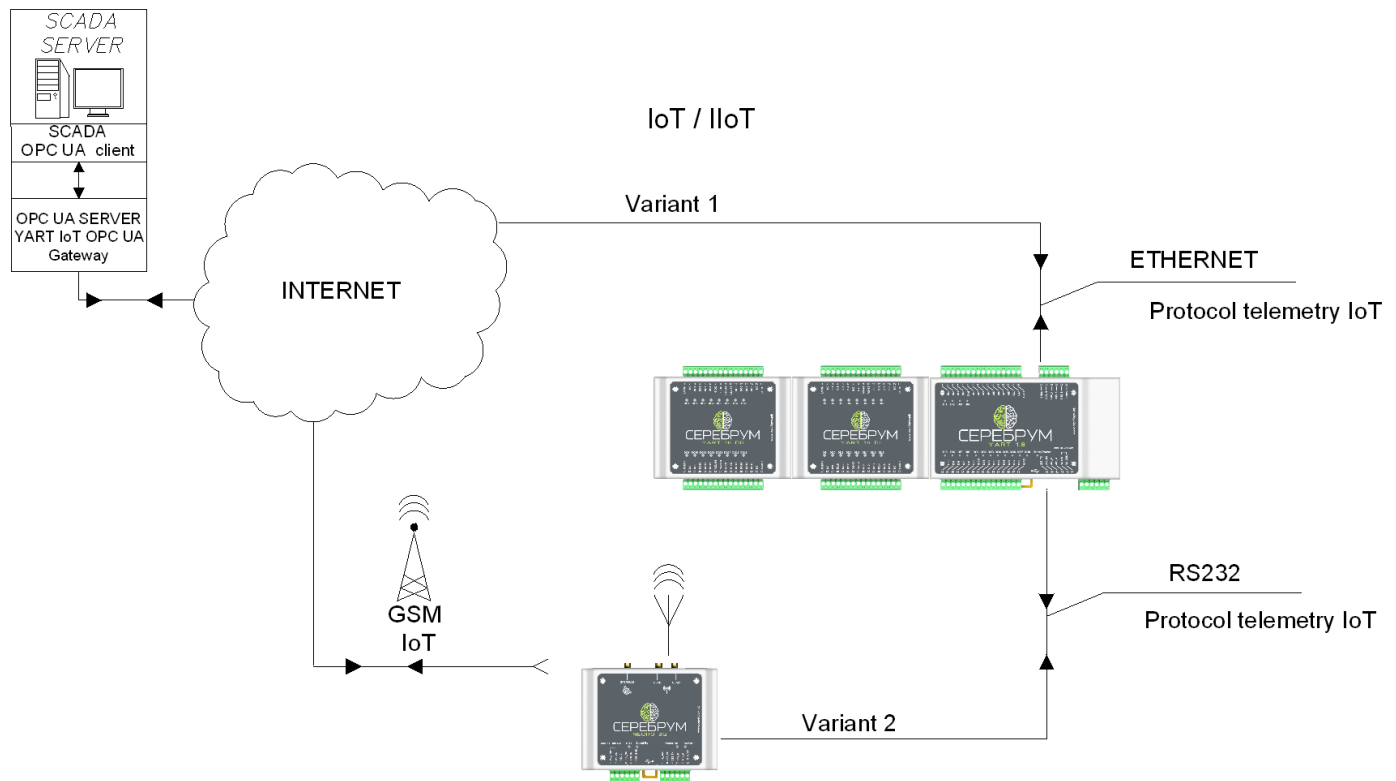 SCADA
SERVER
SCADA
OPC UA client
OPC UA SERVER
YART IoT OPC UA
Gateway
IoT / IIoT
Variant 1
INTERNET
ETHERNET
Protocol telemetry IoT
СЕРЕБРУМ
СЕРЕБРУМ
СЕРЕБРУМ
GSM
IoT
RS232
Protocol telemetry IoT
СЕРЕБРУМ
Variant 2